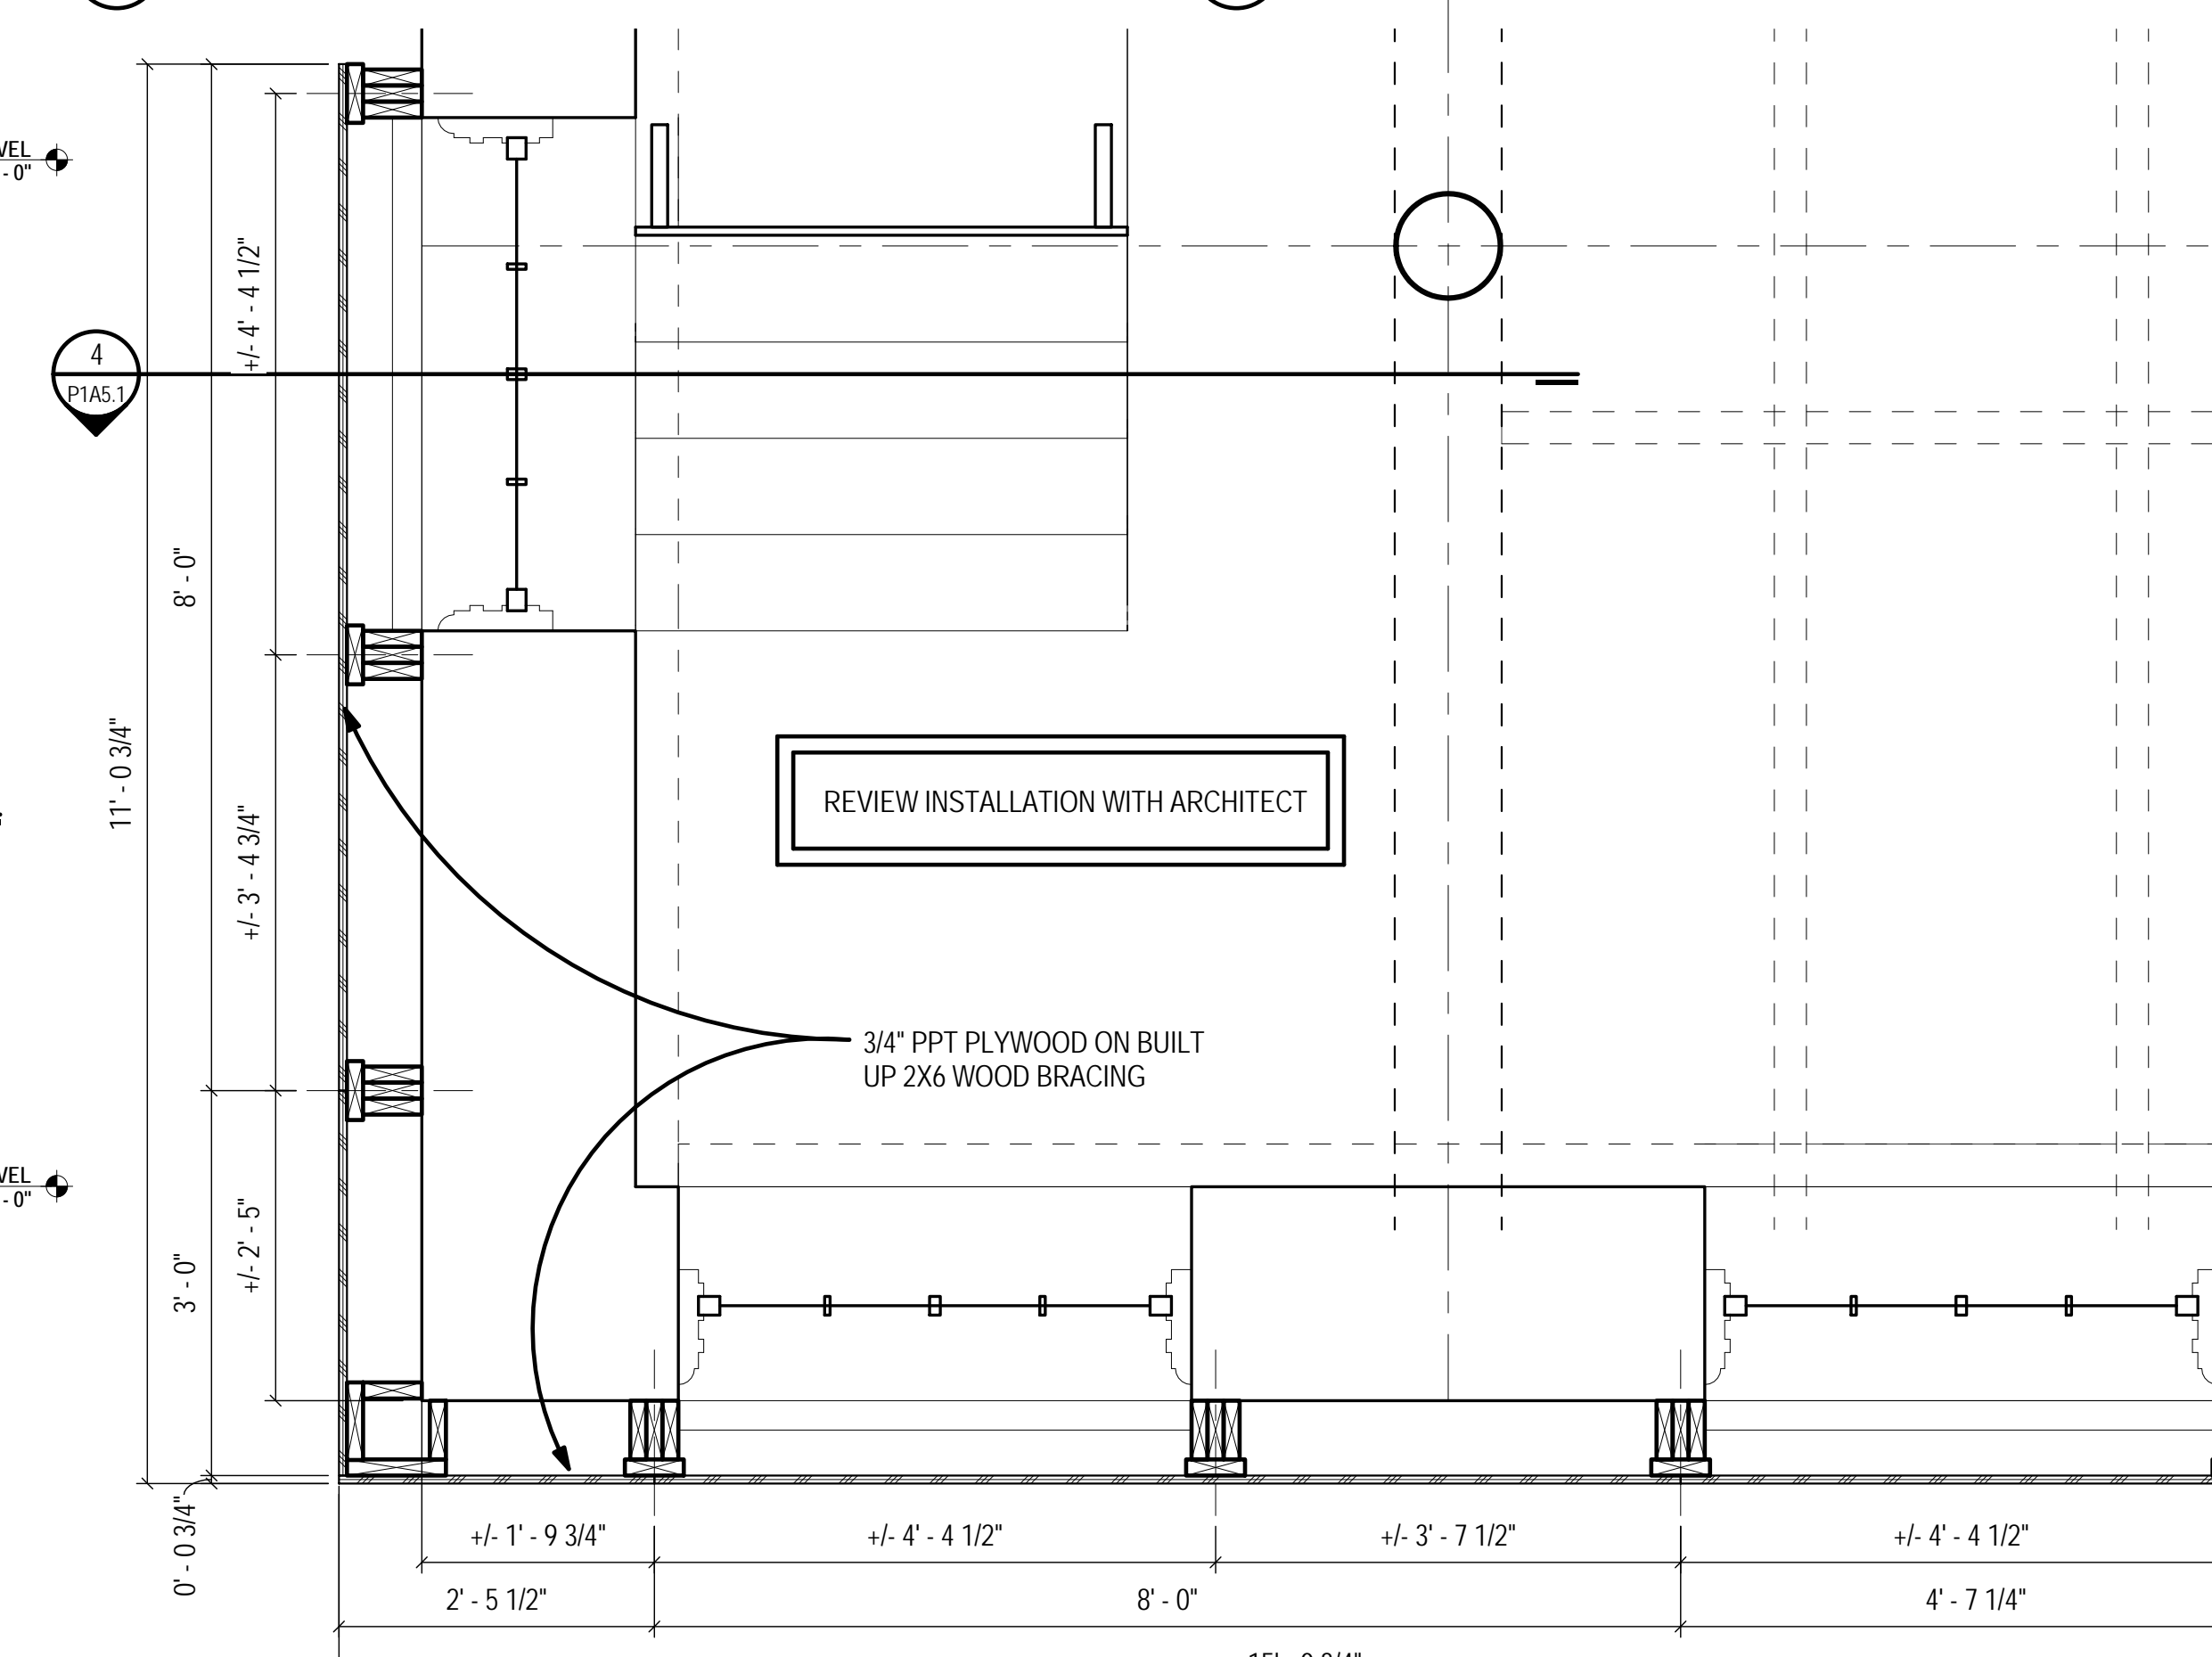 VEL
- 0"
+/- 4' - 4 1/2"
4
P1A5.1
8' - 0"
11' - 0 3/4"
REVIEW INSTALLATION WITH ARCHITECT
+/- 3' - 4 3/4"
3/4" PPT PLYWOOD ON BUILT
UP 2X6 WOOD BRACING
VEL
- 0"
+/- 2' - 5"
3' - 0"
0' - 0 3/4"
+/- 1' - 9 3/4"
+/- 4' - 4 1/2"
+/- 3' - 7 1/2"
+/- 4' - 4 1/2"
2' - 5 1/2"
8' - 0"
4' - 7 1/4"